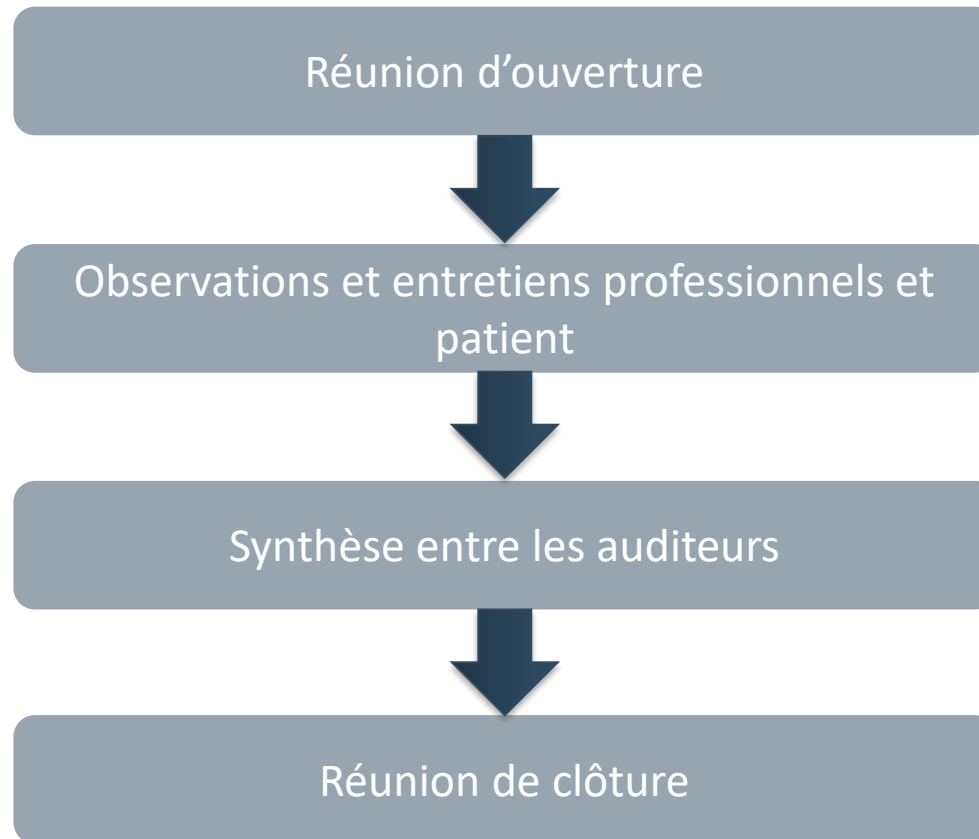 Réunion d’ouverture
Observations et entretiens professionnels et
patient
Synthèse entre les auditeurs
Réunion de clôture